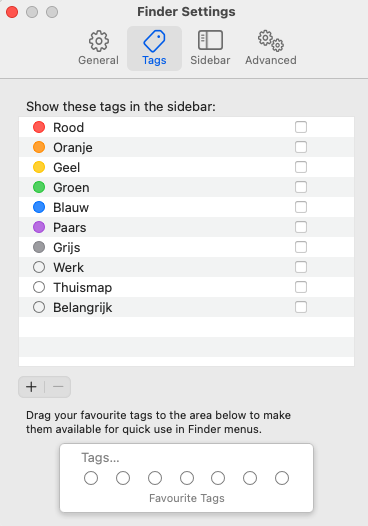 Finder Settings
General Tags Sidebar Advanced
Show these tags in the sidebar:
Rood
Oranje
Geel
Groen
Blauw
Paars
Grijs
Werk
Thuismap
Belangrijk
+ −
Drag your favourite tags to the area below to make
them available for quick use in Finder menus.
Tags...
Favourite Tags